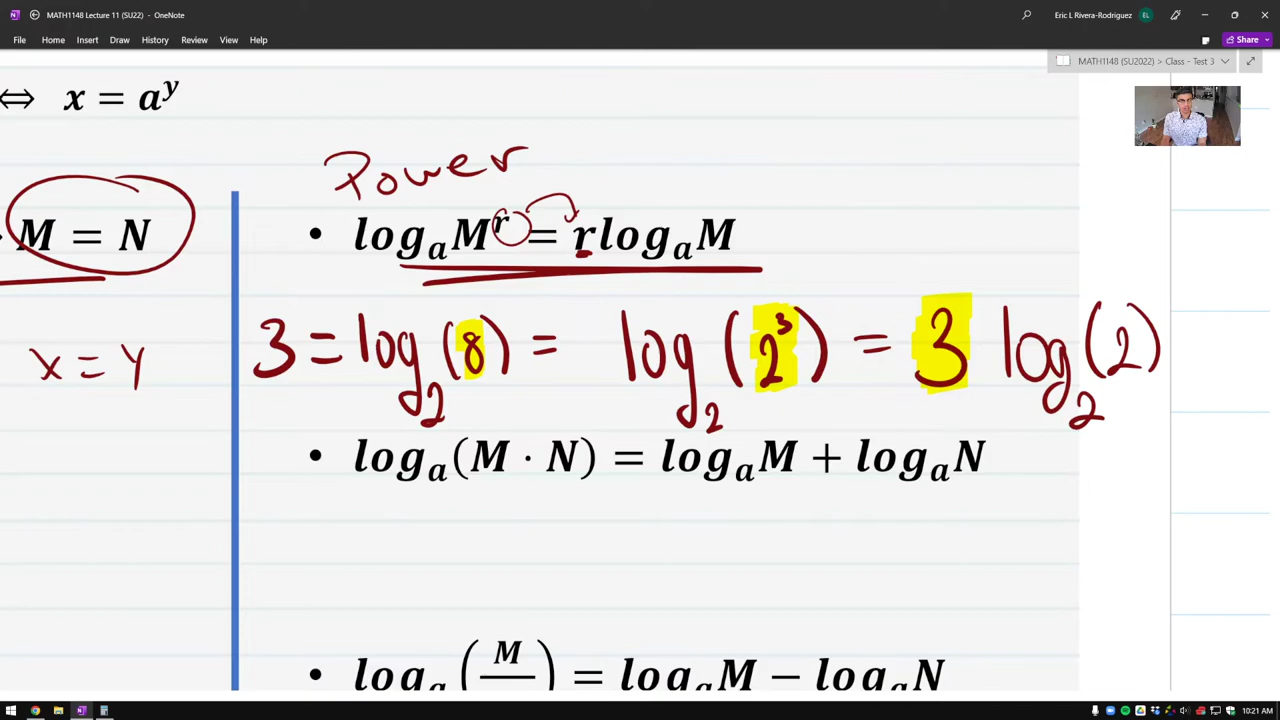 MATH1148 Lecture 11 (SU22) - OneNote
Eric L Rivera-Rodriguez EL
File Home Insert Draw History Review View Help
Share
MATH1148 (SU2022) > Class - Test 3
⇔ x = a^y
Power
M = N
• log_a M^r = r log_a M
3 = log_2 (8) = log_2 (2^3) = 3 log_2 (2)
x = y
• log_a (M · N) = log_a M + log_a N
• log_a (M/ ) = log_a M − log_a N
10:21 AM